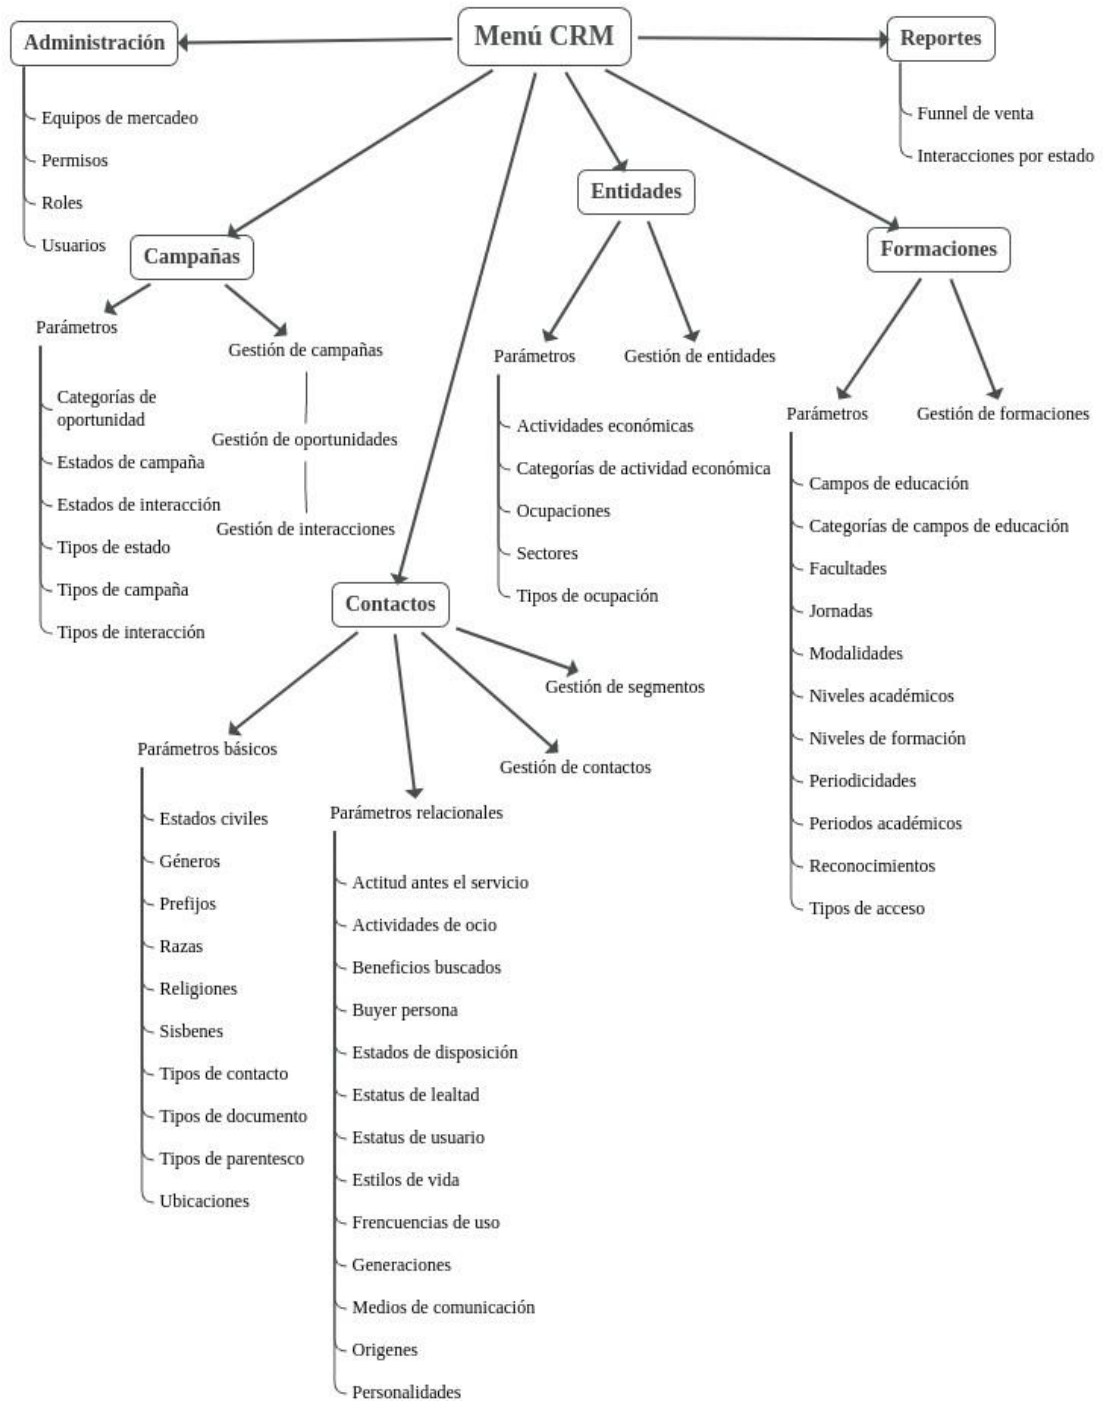 Menú CRM
Administración
Equipos de mercadeo
Permisos
Roles
Usuarios
Campañas
Parámetros
Categorías de
oportunidad
Estados de campaña
Estados de interacción
Tipos de estado
Tipos de campaña
Tipos de interacción
Gestión de campañas
Gestión de oportunidades
Gestión de interacciones
Contactos
Parámetros básicos
Estados civiles
Géneros
Prefijos
Razas
Religiones
Sisbenes
Tipos de contacto
Tipos de documento
Tipos de parentesco
Ubicaciones
Parámetros relacionales
Actitud antes el servicio
Actividades de ocio
Beneficios buscados
Buyer persona
Estados de disposición
Estatus de lealtad
Estatus de usuario
Estilos de vida
Frencuencias de uso
Generaciones
Medios de comunicación
Origenes
Personalidades
Gestión de contactos
Gestión de segmentos
Entidades
Parámetros
Actividades económicas
Categorías de actividad económica
Ocupaciones
Sectores
Tipos de ocupación
Gestión de entidades
Formaciones
Parámetros
Campos de educación
Categorías de campos de educación
Facultades
Jornadas
Modalidades
Niveles académicos
Niveles de formación
Periodicidades
Periodos académicos
Reconocimientos
Tipos de acceso
Gestión de formaciones
Reportes
Funnel de venta
Interacciones por estado